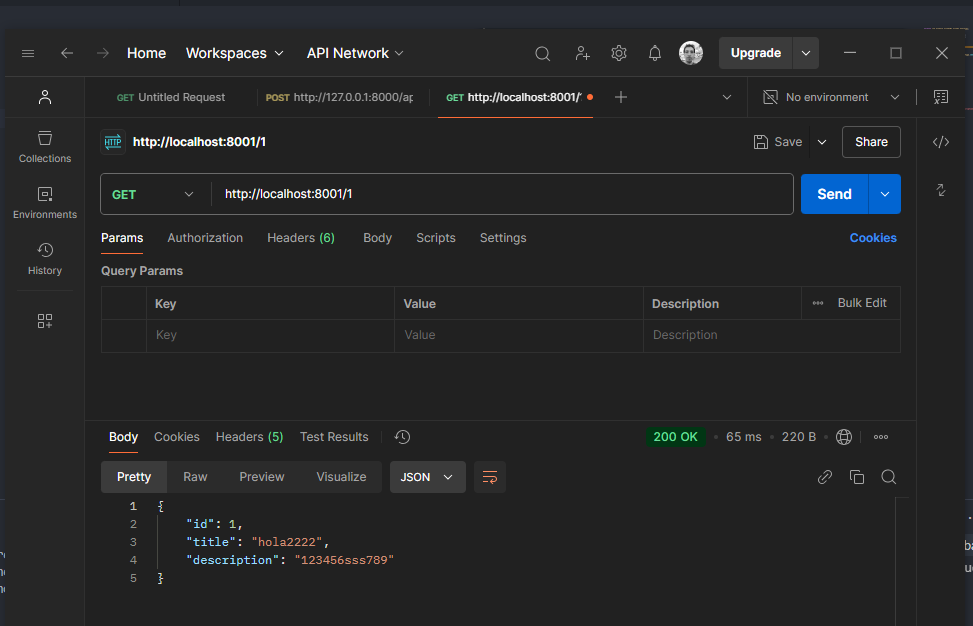 Home Workspaces API Network Upgrade
GET Untitled Request POST http://127.0.0.1:8000/ap GET http://localhost:8001/ No environment
HTTP http://localhost:8001/1 Save Share
Collections
Environments
History
GET http://localhost:8001/1 Send
Params Authorization Headers (6) Body Scripts Settings Cookies
Query Params
Key Value Description Bulk Edit
Key Value Description
Body Cookies Headers (5) Test Results 200 OK • 65 ms • 220 B •
Pretty Raw Preview Visualize JSON
1 {
2 "id": 1,
3 "title": "hola2222",
4 "description": "123456sss789"
5 }